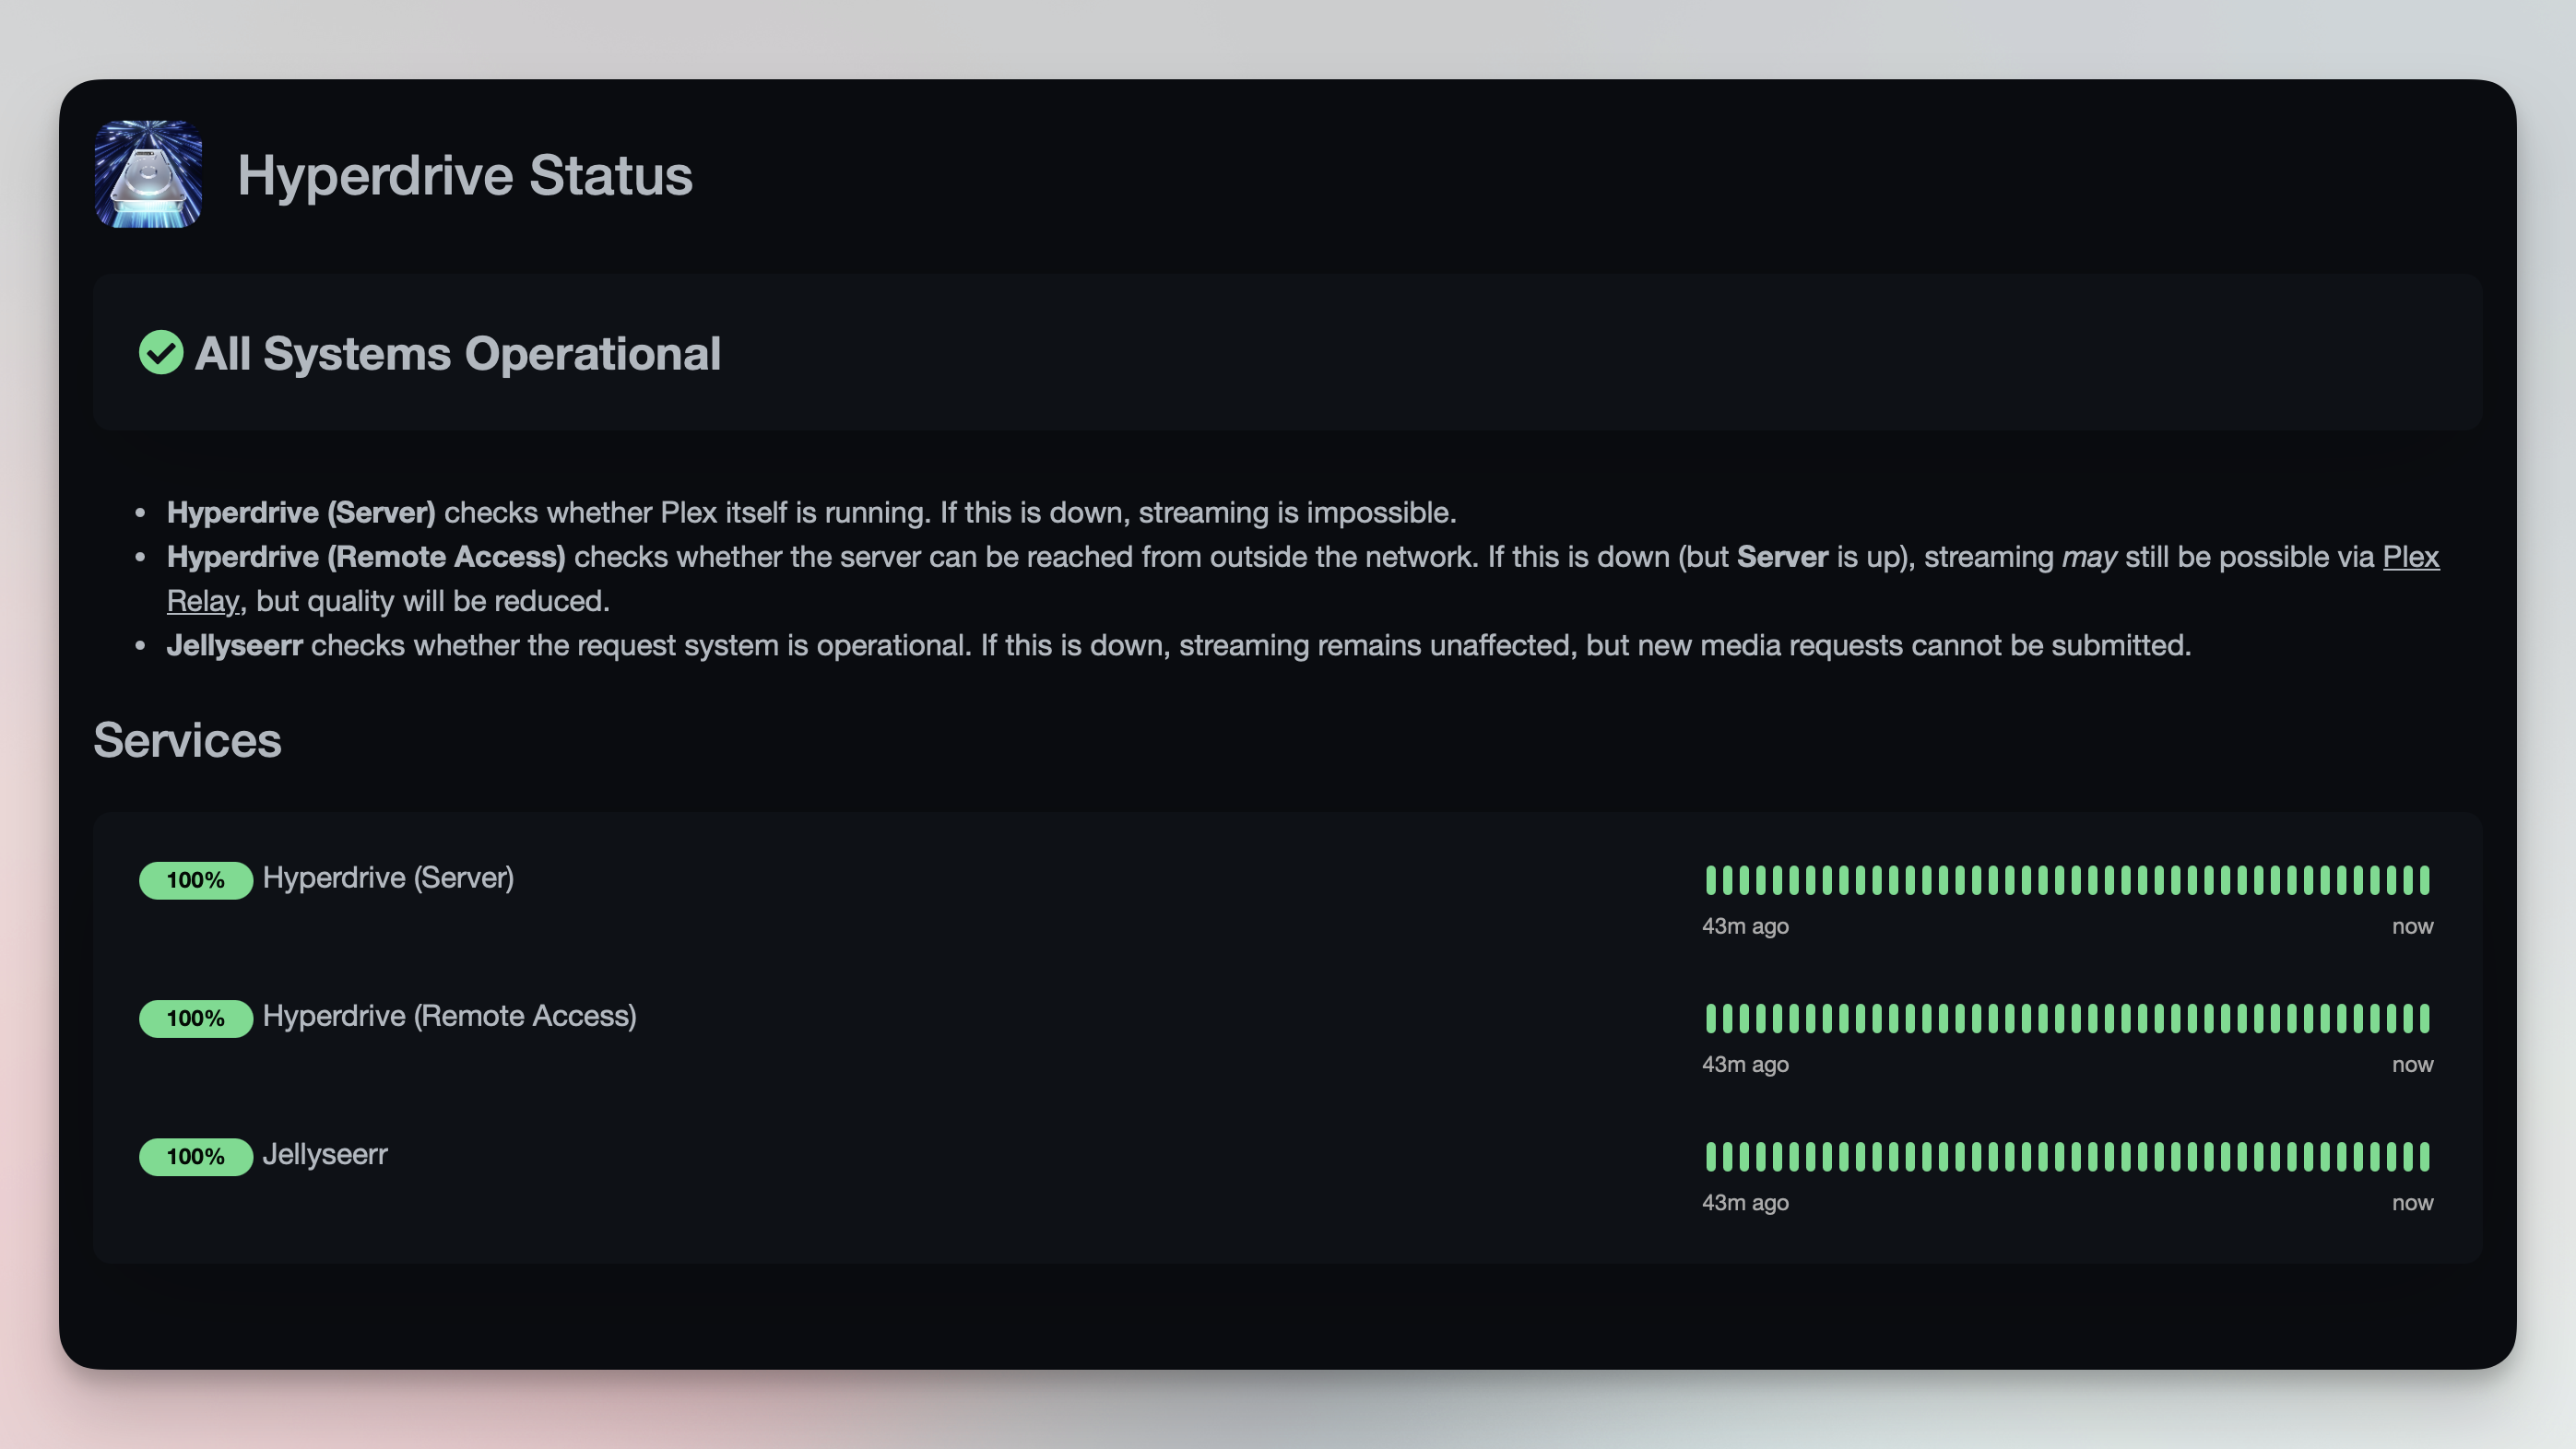 Hyperdrive Status
All Systems Operational
• Hyperdrive (Server) checks whether Plex itself is running. If this is down, streaming is impossible.
• Hyperdrive (Remote Access) checks whether the server can be reached from outside the network. If this is down (but Server is up), streaming may still be possible via Plex
Relay, but quality will be reduced.
• Jellyseerr checks whether the request system is operational. If this is down, streaming remains unaffected, but new media requests cannot be submitted.
Services
100% Hyperdrive (Server)
43m ago now
100% Hyperdrive (Remote Access)
43m ago now
100% Jellyseerr
43m ago now